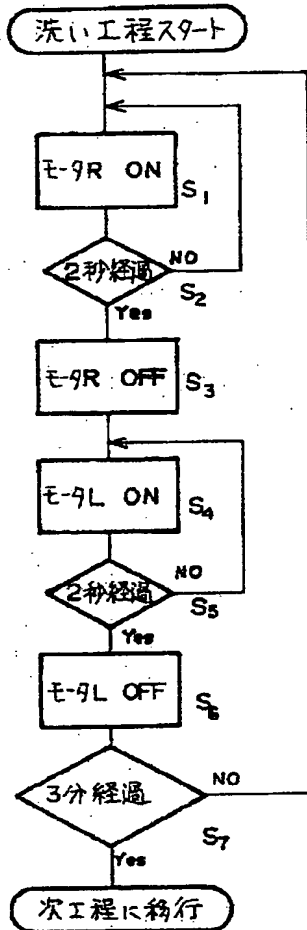 洗い工程スタート
モータR ON
S1
2秒経過
NO
S2
Yes
モータR OFF
S3
モータL ON
S4
2秒経過
NO
S5
Yes
モータL OFF
S6
3分経過
NO
S7
Yes
次工程に移行